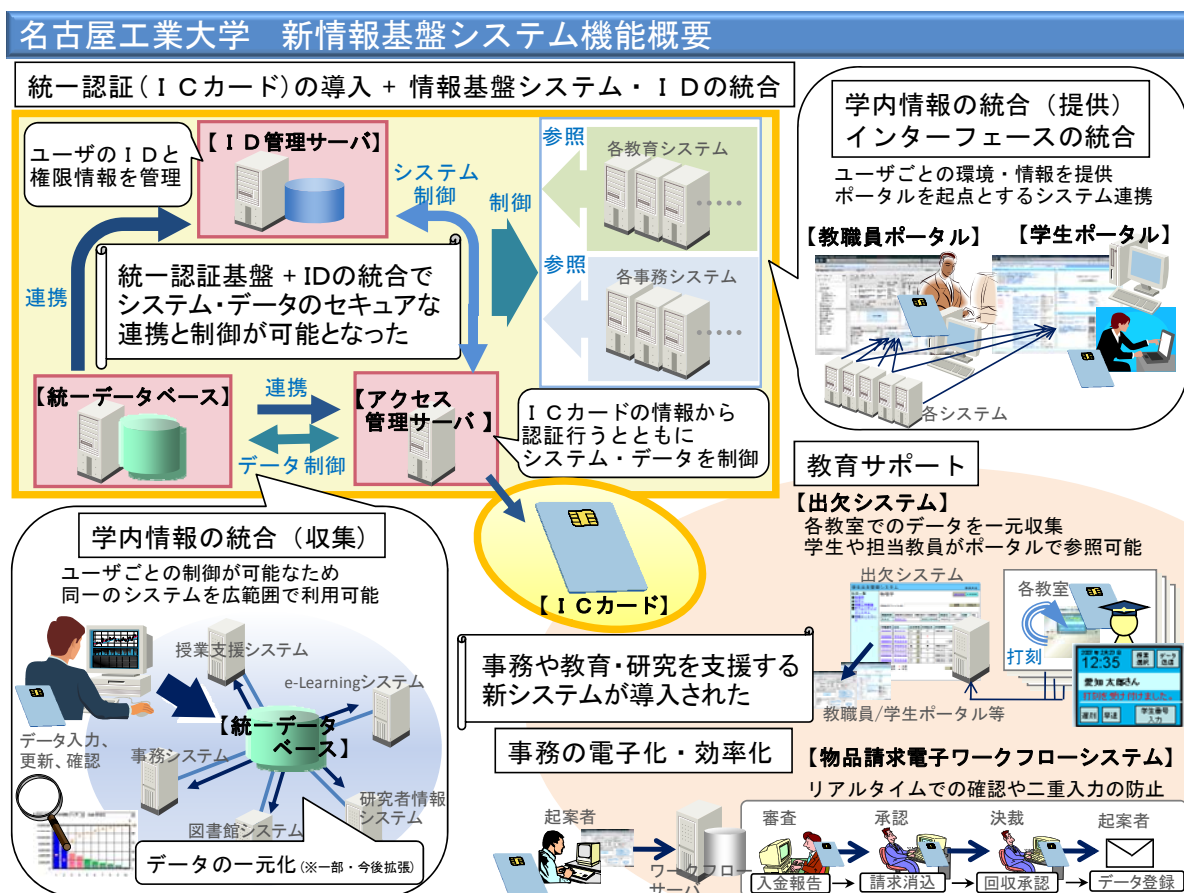 名古屋工業大学　新情報基盤システム機能概要
統一認証(ＩＣカード)の導入 + 情報基盤システム・ＩＤの統合
ユーザのＩＤと
権限情報を管理
【ＩＤ管理サーバ】
システム
制御
制御
連携
参照
各教育システム
・・・・・
参照
各事務システム
・・・・・
統一認証基盤 + IDの統合で
システム・データのセキュアな
連携と制御が可能となった
【統一データベース】
連携
データ制御
【アクセス
管理サーバ】
ＩＣカードの情報から
認証行うとともに
システム・データを制御
【ＩＣカード】
学内情報の統合（提供）
インターフェースの統合
ユーザごとの環境・情報を提供
ポータルを起点とするシステム連携
【教職員ポータル】
【学生ポータル】
各システム
学内情報の統合（収集）
ユーザごとの制御が可能なため
同一のシステムを広範囲で利用可能
授業支援システム
e-Learningシステム
【統一データ
ベース】
データ入力、
更新、確認
事務システム
研究者情報
システム
図書館システム
データの一元化(※一部・今後拡張)
教育サポート
【出欠システム】
各教室でのデータを一元収集
学生や担当教員がポータルで参照可能
出欠システム
各教室
打刻
12:35
愛知 太郎さん
打刻を受け付けました。
学生番号
入力
教職員/学生ポータル等
事務や教育・研究を支援する
新システムが導入された
事務の電子化・効率化
【物品請求電子ワークフローシステム】
リアルタイムでの確認や二重入力の防止
起案者
ワークフロー
サーバ
審査
承認
決裁
起案者
入金報告
請求消込
回収承認
データ登録